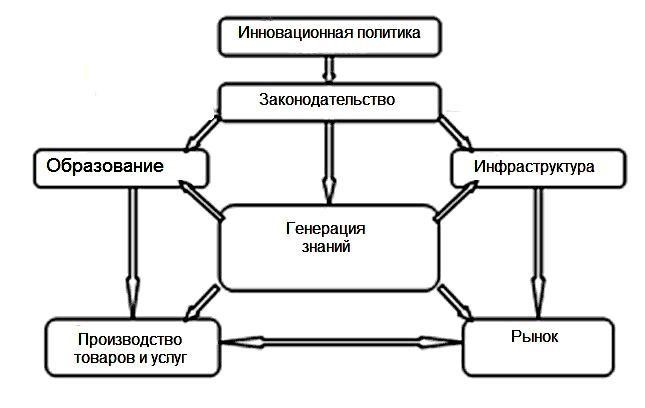 Инновационная политика
Законодательство
Образование
Инфраструктура
Генерация
знаний
Производство
товаров и услуг
Рынок